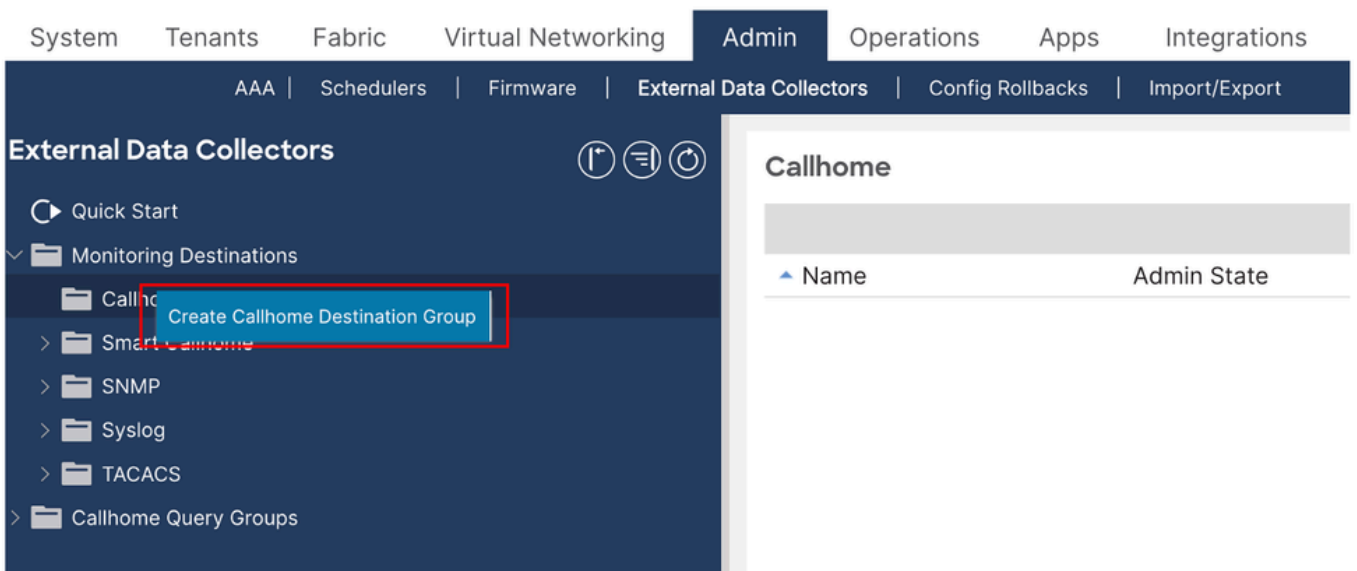 System Tenants Fabric Virtual Networking Admin Operations Apps Integrations
AAA | Schedulers | Firmware | External Data Collectors | Config Rollbacks | Import/Export
External Data Collectors
Quick Start
Monitoring Destinations
Create Callhome Destination Group
Smart Callhome
SNMP
Syslog
TACACS
Callhome Query Groups
Callhome
Name Admin State